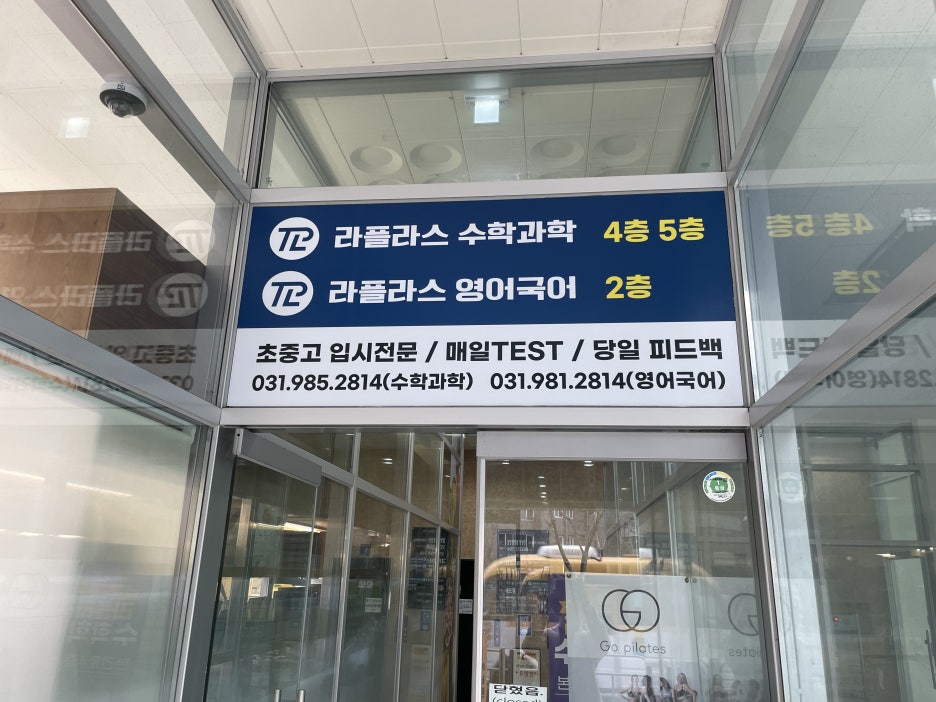 TL 라플라스 수학과학 4층 5층
TL 라플라스 영어국어 2층
초중고 입시전문 / 매일TEST / 당일 피드백
031.985.2814(수학과학) 031.981.2814(영어국어)
Go pilates
닫혔음.
(closed)